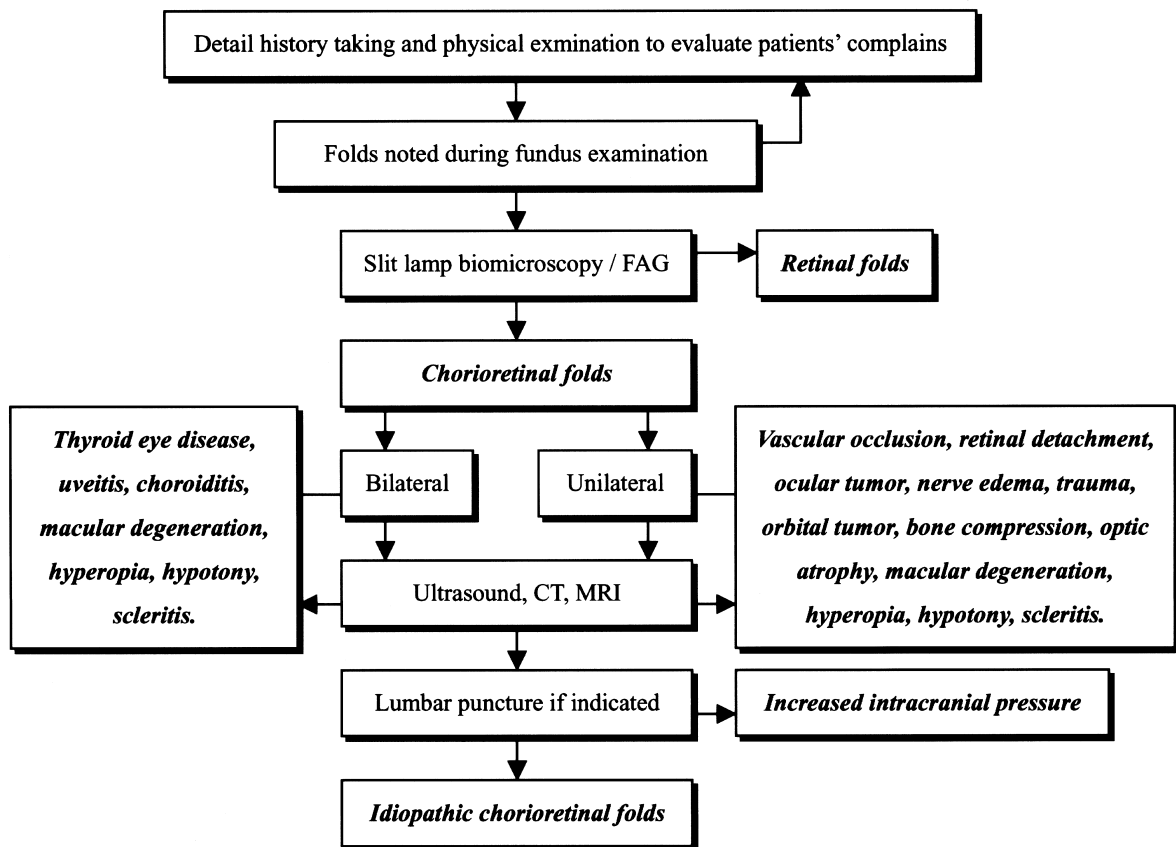 Detail history taking and physical exmination to evaluate patients’ complains
Folds noted during fundus examination
Slit lamp biomicroscopy / FAG
Retinal folds
Chorioretinal folds
Thyroid eye disease,
uveitis, choroiditis,
macular degeneration,
hyperopia, hypotony,
scleritis.
Bilateral
Unilateral
Vascular occlusion, retinal detachment,
ocular tumor, nerve edema, trauma,
orbital tumor, bone compression, optic
atrophy, macular degeneration,
hyperopia, hypotony, scleritis.
Ultrasound, CT, MRI
Lumbar puncture if indicated
Increased intracranial pressure
Idiopathic chorioretinal folds